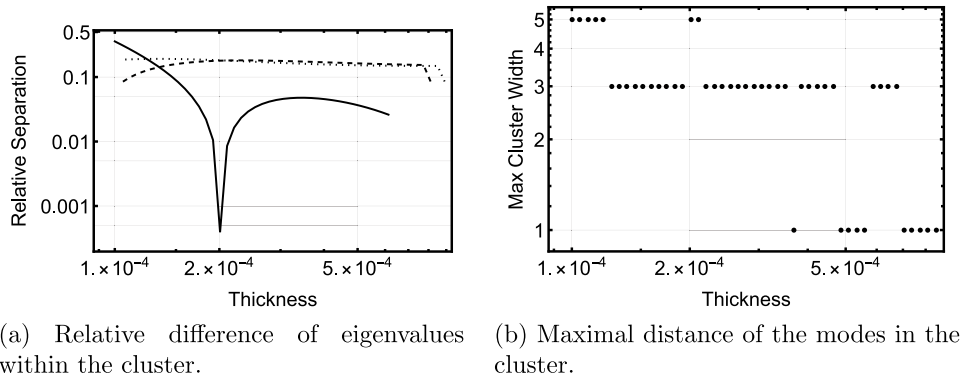 0.5
0.1
0.01
0.001
Relative Separation
1.×10⁻⁴ 2.×10⁻⁴ 5.×10⁻⁴
Thickness
5
4
3
2
1
Max Cluster Width
1.×10⁻⁴ 2.×10⁻⁴ 5.×10⁻⁴
Thickness
(a) Relative difference of eigenvalues
within the cluster.
(b) Maximal distance of the modes in the
cluster.